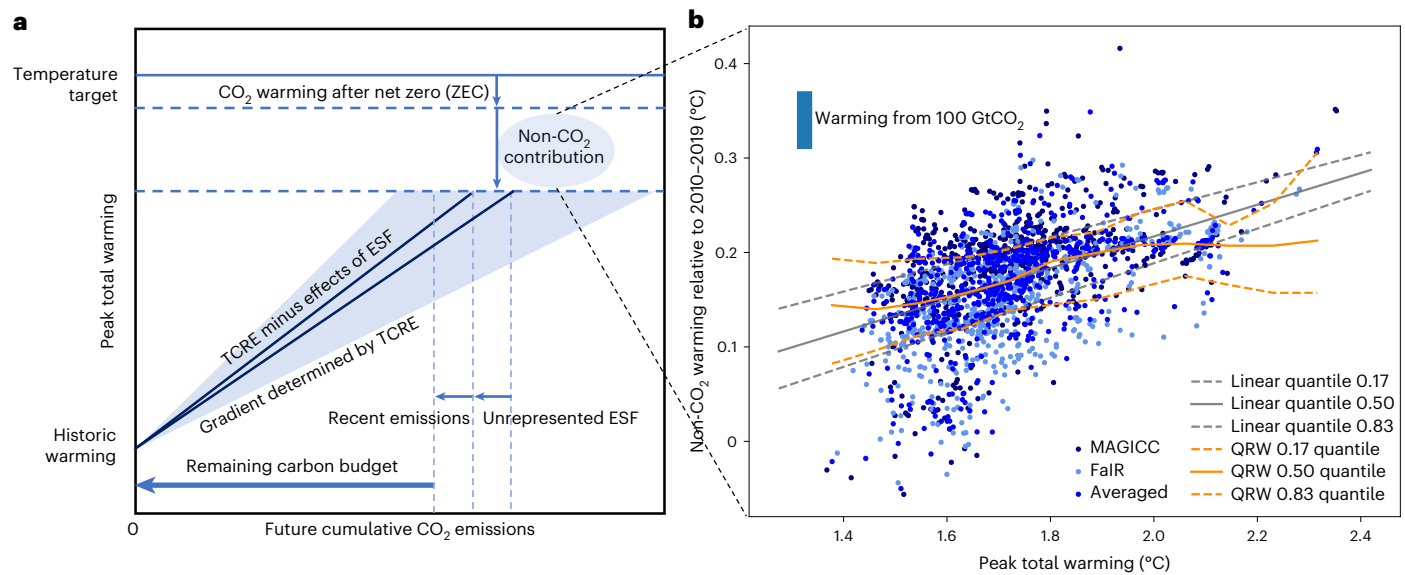 a
Temperature
target
CO₂ warming after net zero (ZEC)
Non-CO₂
contribution
Peak total warming
TCRE minus effects of ESF
Gradient determined by TCRE
Recent emissions
Unrepresented ESF
Historic
warming
Remaining carbon budget
0
Future cumulative CO₂ emissions
b
Non-CO₂ warming relative to 2010–2019 (°C)
0.4
0.3
0.2
0.1
0
Warming from 100 GtCO₂
MAGICC
FaIR
Averaged
Linear quantile 0.17
Linear quantile 0.50
Linear quantile 0.83
QRW 0.17 quantile
QRW 0.50 quantile
QRW 0.83 quantile
1.4
1.6
1.8
2.0
2.2
2.4
Peak total warming (°C)